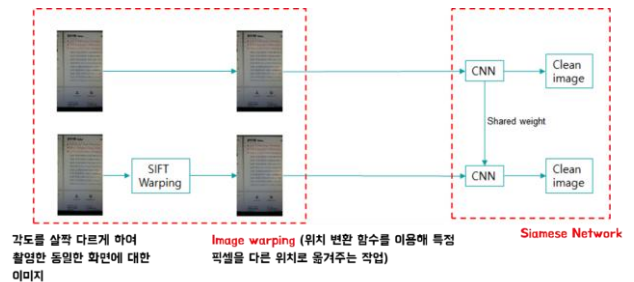 CNN
Clean
image
Shared weight
SIFT
Warping
CNN
Clean
image
각도를 살짝 다르게 하여
촬영한 동일한 화면에 대한
이미지
Image warping (위치 변환 함수를 이용해 특정
픽셀을 다른 위치로 옮겨주는 작업)
Siamese Network